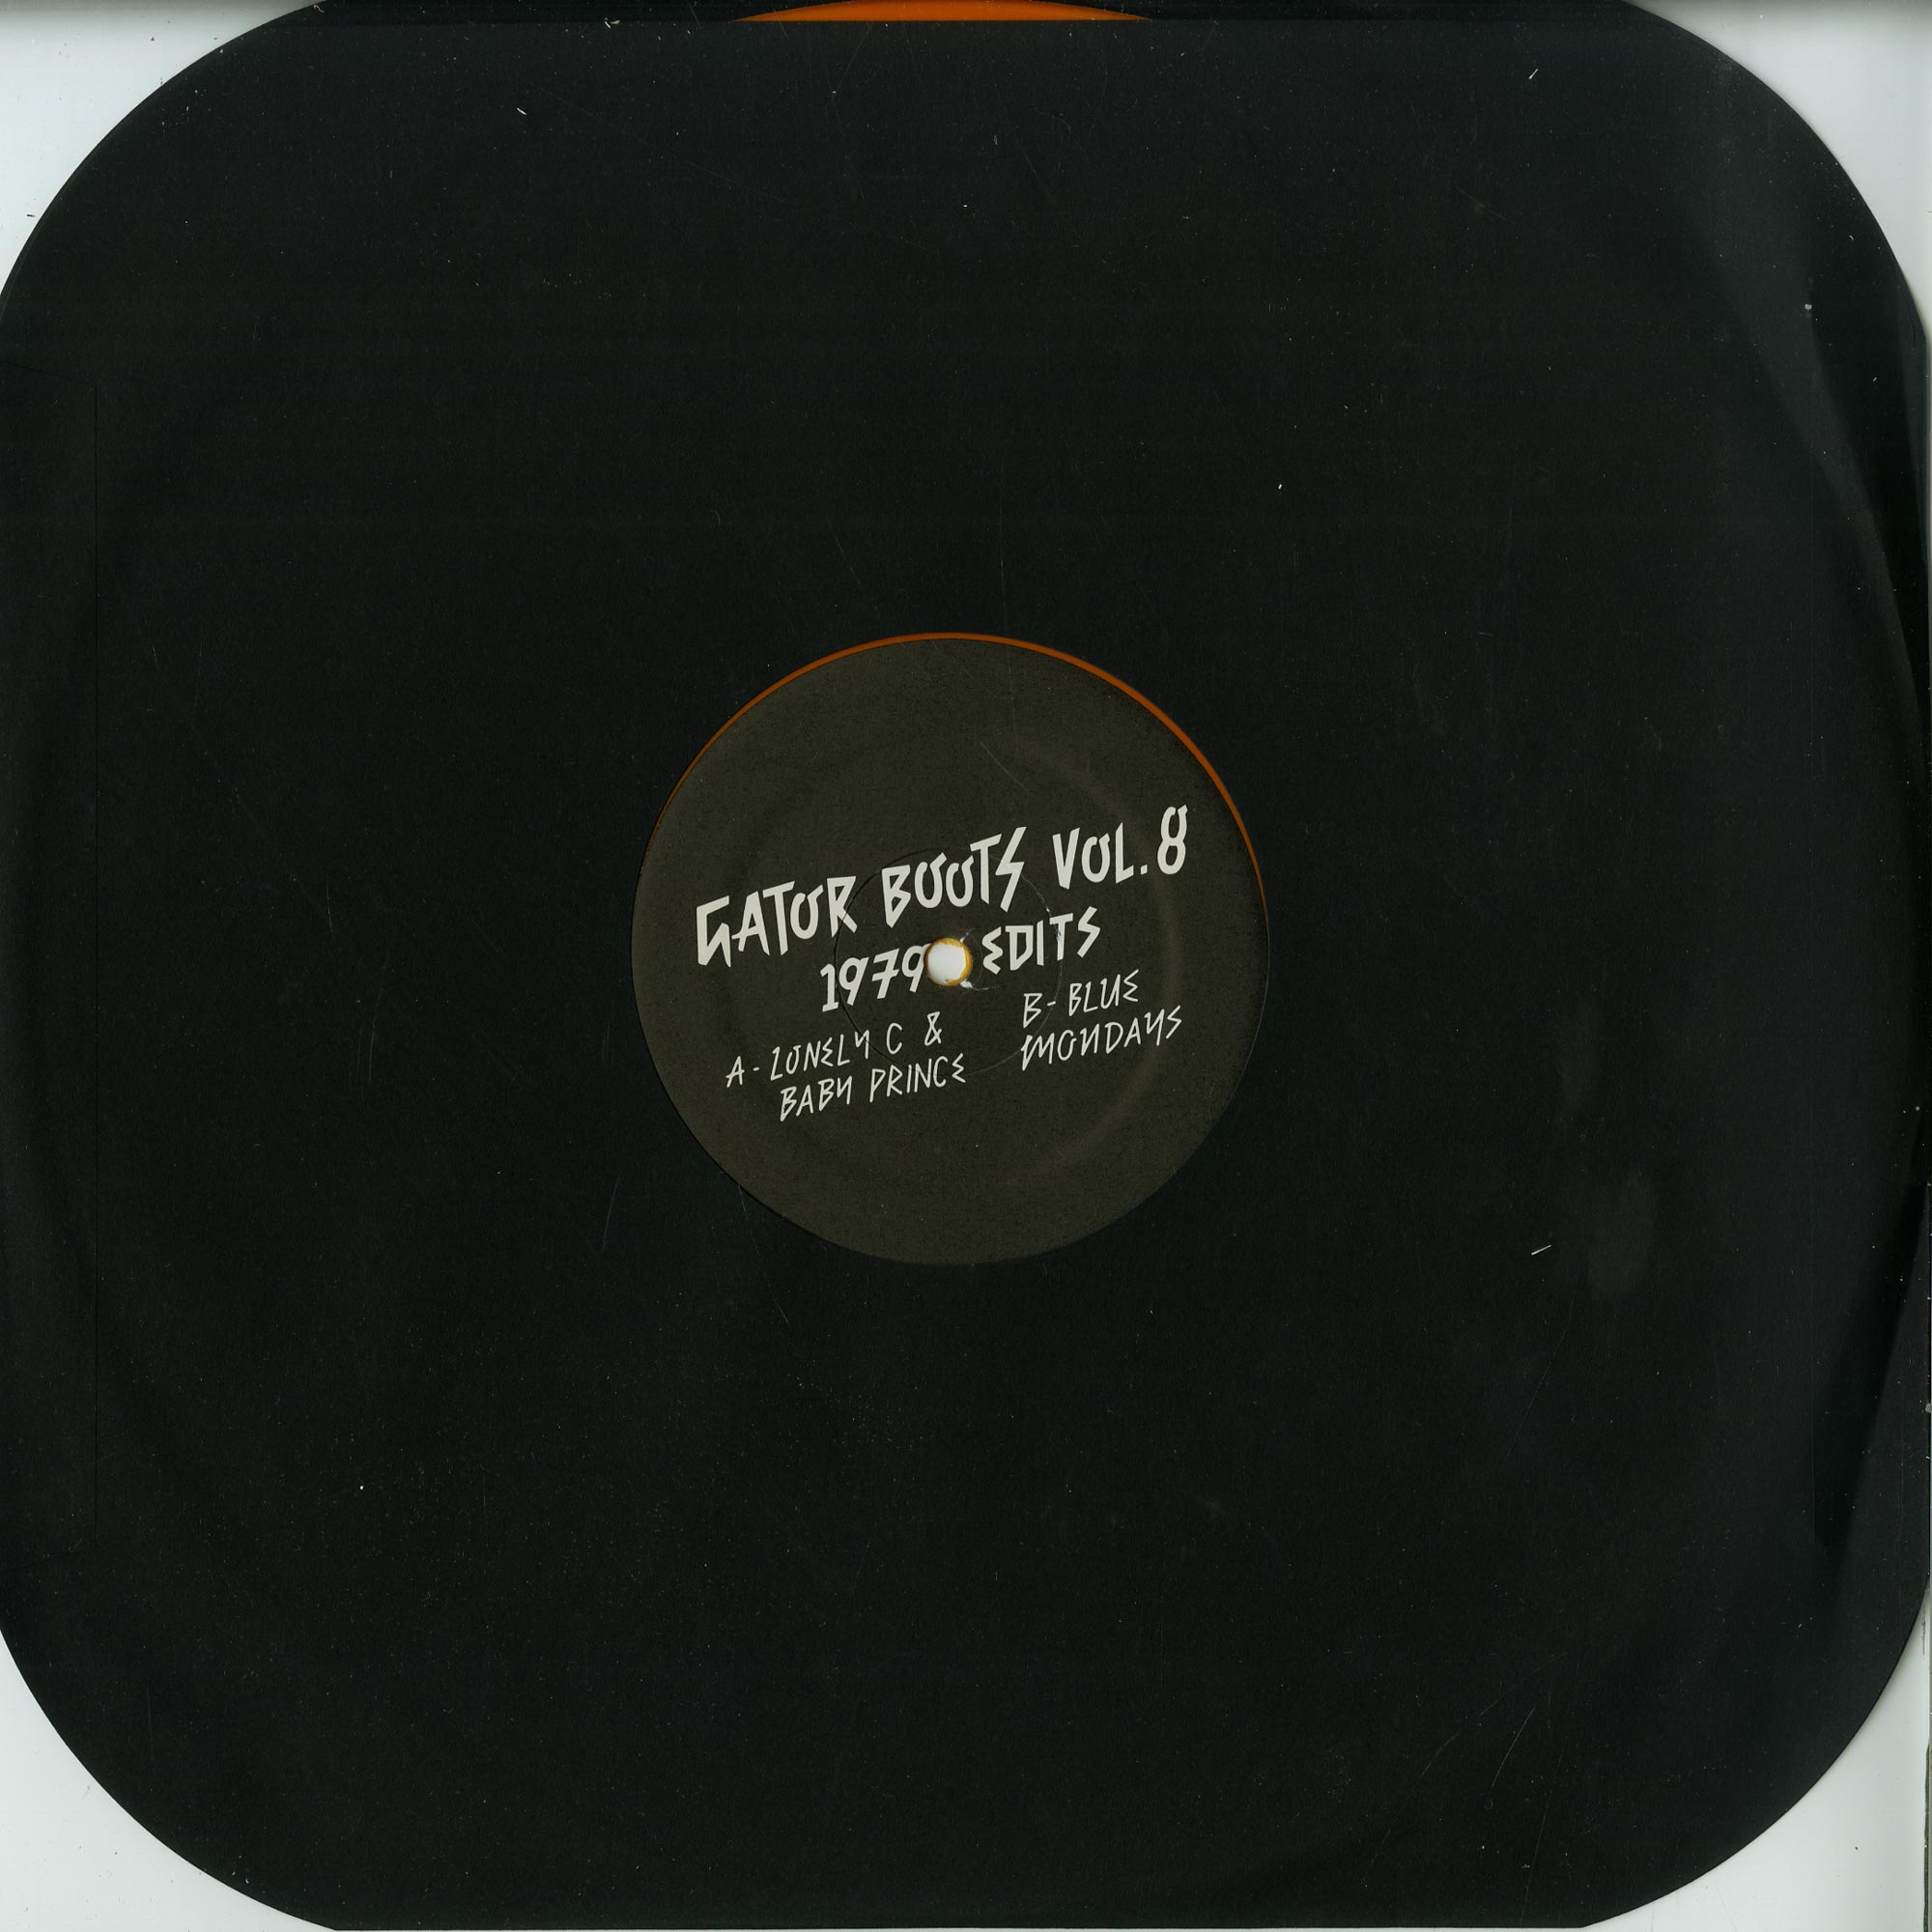 GATOR BOOTS VOL.8
1979 EDITS
A - LONELY C &
BABY PRINCE
B - BLUE
MONDAYS